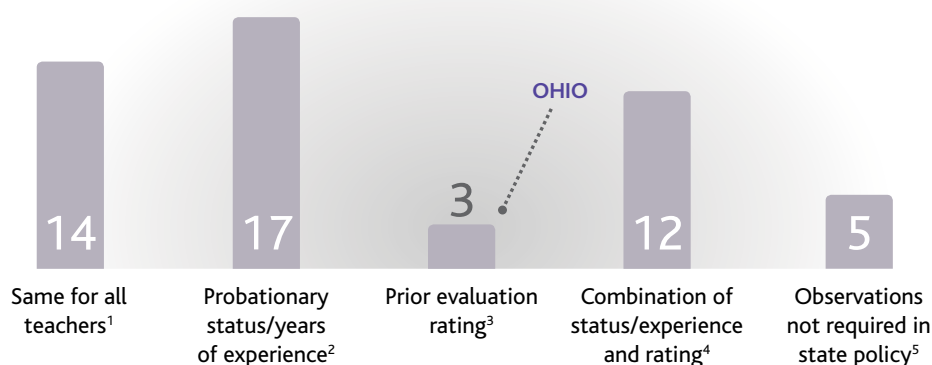 OHIO
14
17
3
12
5
Same for all
teachers¹
Probationary
status/years
of experience²
Prior evaluation
rating³
Combination of
status/experience
and rating⁴
Observations
not required in
state policy⁵